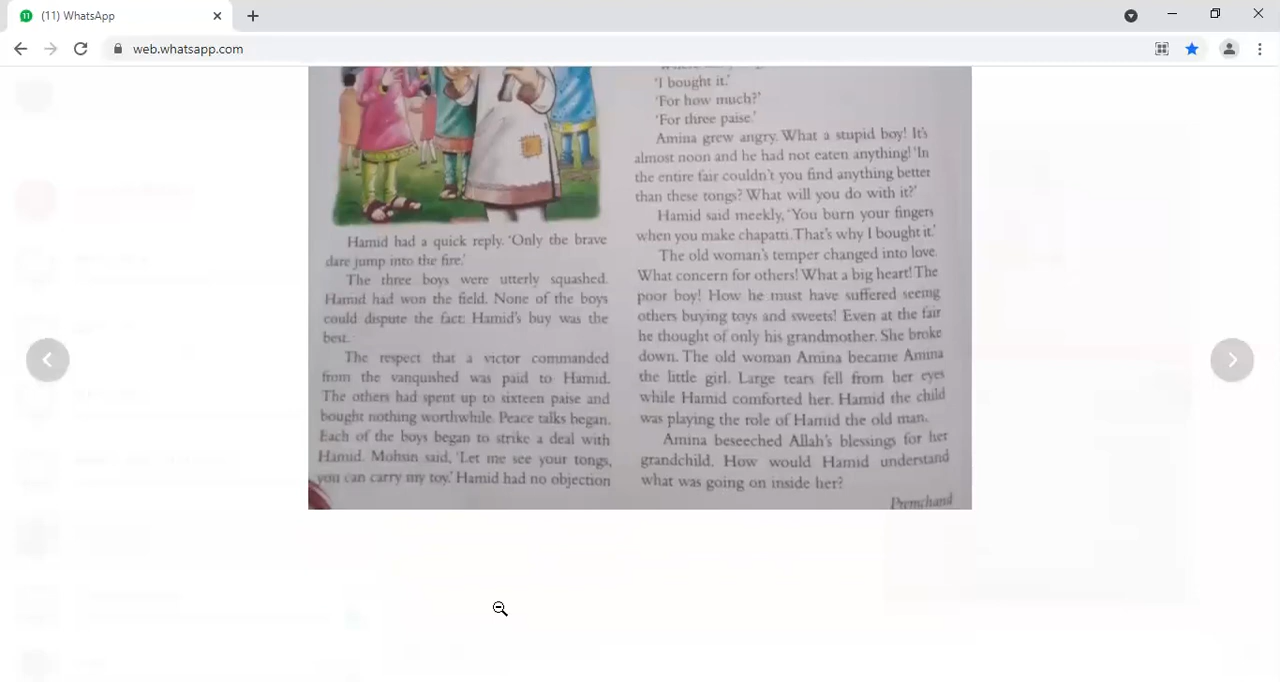 (11) WhatsApp
web.whatsapp.com
Hamid had a quick reply. 'Only the brave
dare jump into the fire.'
The three boys were utterly squashed.
Hamid had won the field. None of the boys
could dispute the fact: Hamid's buy was the
best.
The respect that a victor commanded
from the vanquished was paid to Hamid.
The others had spent up to sixteen paise and
bought nothing worthwhile. Peace talks began.
Each of the boys began to strike a deal with
Hamid. Mohsin said, 'Let me see your tongs,
you can carry my toy.' Hamid had no objection
'I bought it.'
'For how much?'
'For three paise.'
Amina grew angry. What a stupid boy! It's
almost noon and he had not eaten anything! 'In
the entire fair couldn't you find anything better
than these tongs? What will you do with it?'
Hamid said meekly, 'You burn your fingers
when you make chapatti. That's why I bought it.'
The old woman's temper changed into love.
What concern for others! What a big heart! The
poor boy! How he must have suffered seeing
others buying toys and sweets! Even at the fair
he thought of only his grandmother. She broke
down. The old woman Amina became Amina
the little girl. Large tears fell from her eyes
while Hamid comforted her. Hamid the child
was playing the role of Hamid the old man.
Amina beseeched Allah's blessings for her
grandchild. How would Hamid understand
what was going on inside her?
Premchand